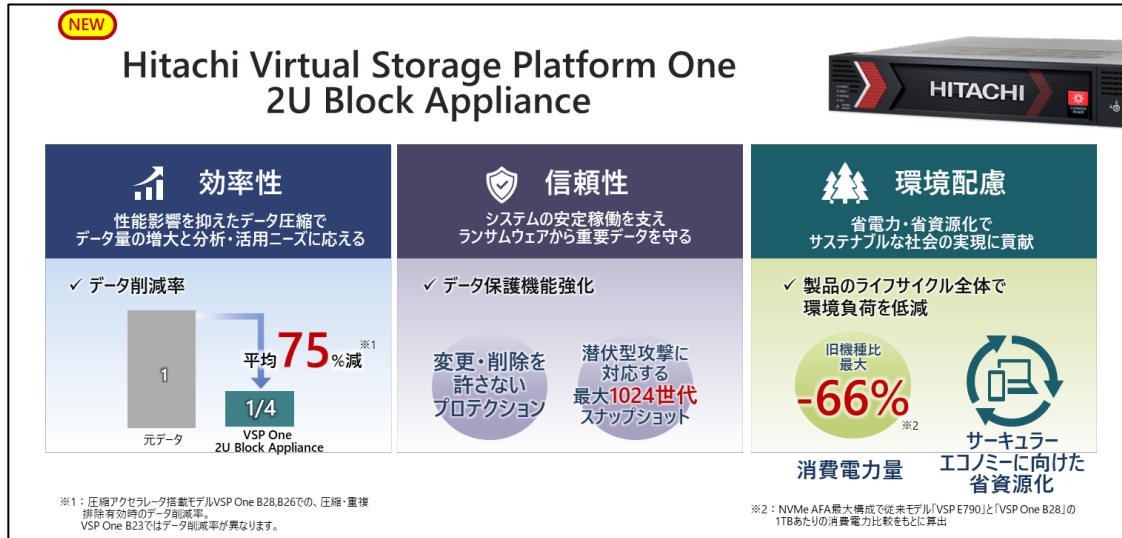 NEW
Hitachi Virtual Storage Platform One
2U Block Appliance
HITACHI
効率性
性能影響を抑えたデータ圧縮で
データ量の増大と分析・活用ニーズに応える
✓ データ削減率
1
元データ
平均75%減※1
1/4
VSP One
2U Block Appliance
※1：圧縮アクセラレータ搭載モデルVSP One B28,B26での、圧縮・重複
排除有効時のデータ削減率。
VSP One B23ではデータ削減率が異なります。
信頼性
システムの安定稼働を支え
ランサムウェアから重要データを守る
✓ データ保護機能強化
変更・削除を
許さない
プロテクション
潜伏型攻撃に
対応する
最大1024世代
スナップショット
環境配慮
省電力・省資源化で
サステナブルな社会の実現に貢献
✓ 製品のライフサイクル全体で
環境負荷を低減
旧機種比
最大
-66%
※2
消費電力量
サーキュラー
エコノミーに向けた
省資源化
※2：NVMe AFA最大構成で従来モデル「VSP E790」と「VSP One B28」の
1TBあたりの消費電力比較をもとに算出